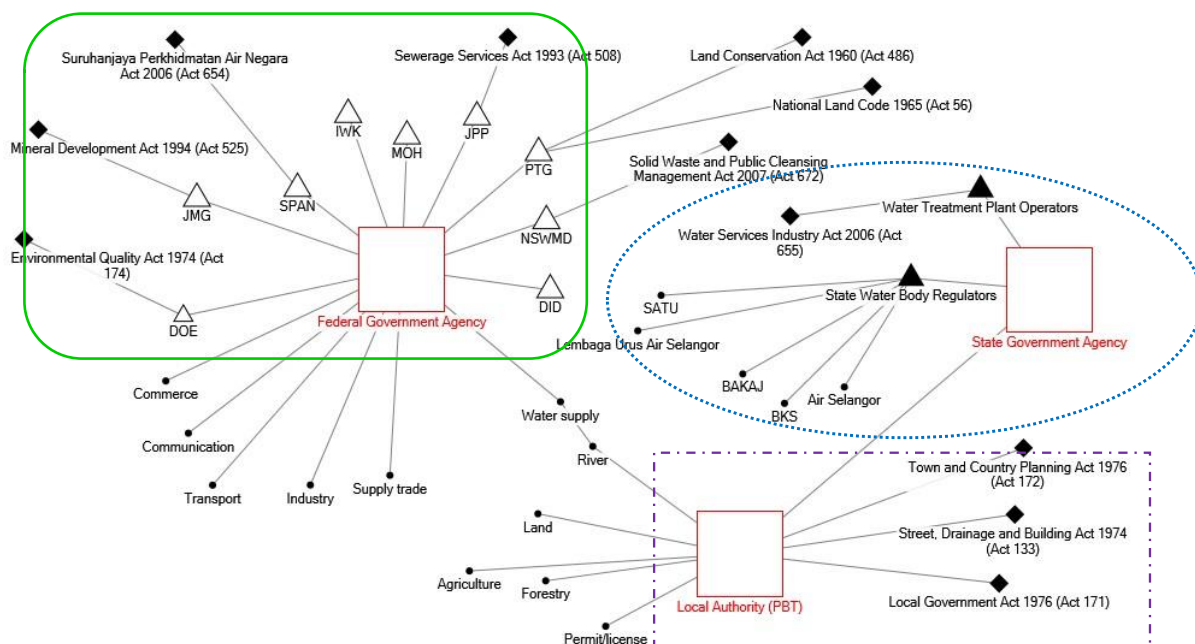 Suruhanjaya Perkhidmatan Air Negara
Act 2006 (Act 654)
Sewerage Services Act 1993 (Act 508)
Land Conservation Act 1960 (Act 486)
National Land Code 1965 (Act 56)
IWK
MOH
JPP
PTG
Mineral Development Act 1994 (Act 525)
Solid Waste and Public Cleansing
Management Act 2007 (Act 672)
JMG
SPAN
NSWMD
Water Treatment Plant Operators
Water Services Industry Act 2006 (Act
655)
Environmental Quality Act 1974 (Act
174)
DOE
DID
Federal Government Agency
SATU
State Water Body Regulators
Lembaga Urus Air Selangor
State Government Agency
BAKAJ
BKS
Air Selangor
Commerce
Water supply
Communication
River
Transport
Industry
Supply trade
Town and Country Planning Act 1976
(Act 172)
Land
Street, Drainage and Building Act 1974
(Act 133)
Agriculture
Forestry
Local Authority (PBT)
Local Government Act 1976 (Act 171)
Permit/license